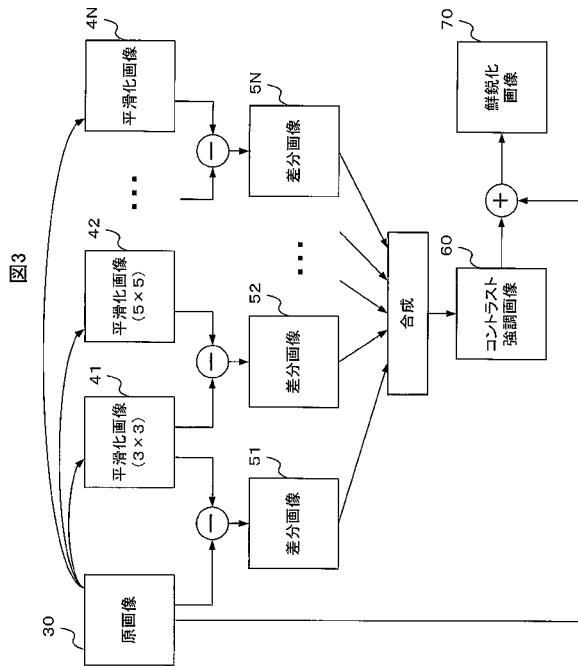 図3
30
原画像
41
平滑化画像
(3×3)
42
平滑化画像
(5×5)
4N
平滑化画像
−
−
−
51
差分画像
52
差分画像
5N
差分画像
合成
60
コントラスト
強調画像
+
70
鮮鋭化
画像